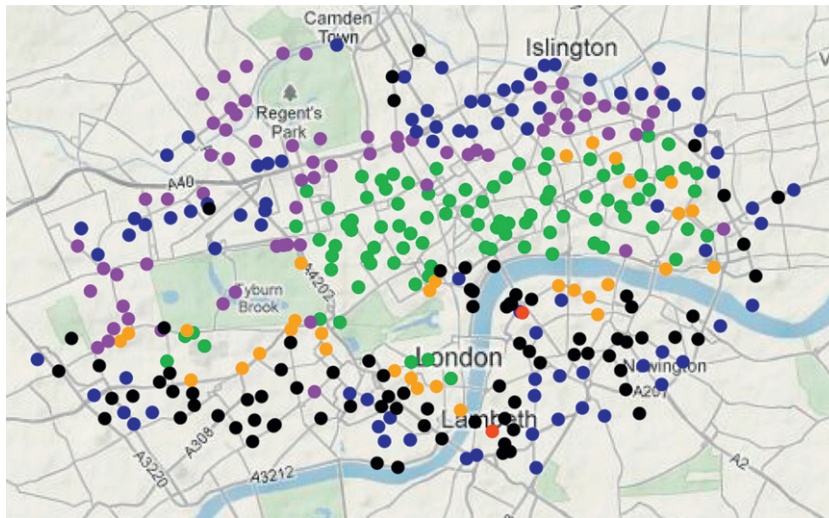 Camden
Town
Islington
Regent's
Park
A40
A4202
Tyburn
Brook
London
Newington
A201
Lambeth
A308
A3220
A3212
A2